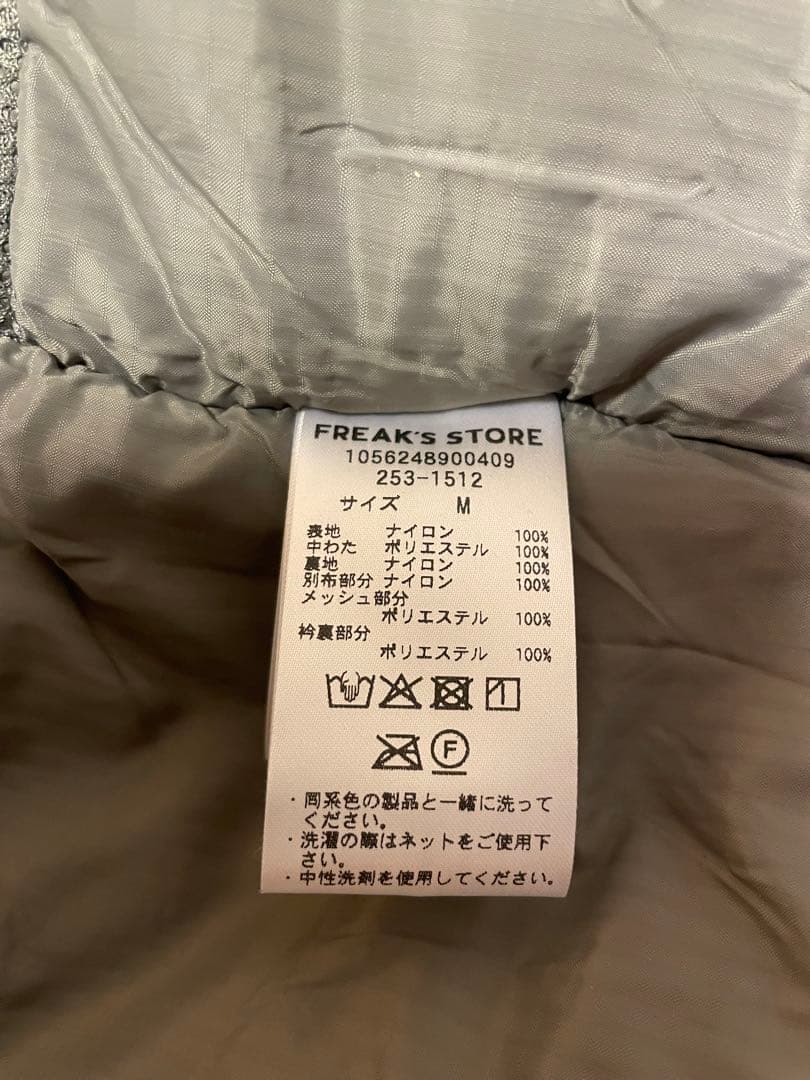 FREAK'S STORE
1056248900409
253-1512
サイズ M
表地 ナイロン 100%
中わた ポリエステル 100%
裏地 ナイロン 100%
別布部分 ナイロン 100%
メッシュ部分
ポリエステル 100%
衿裏部分
ポリエステル 100%
F
・同系色の製品と一緒に洗って
ください。
・洗濯の際はネットをご使用下
さい。
・中性洗剤を使用してください。